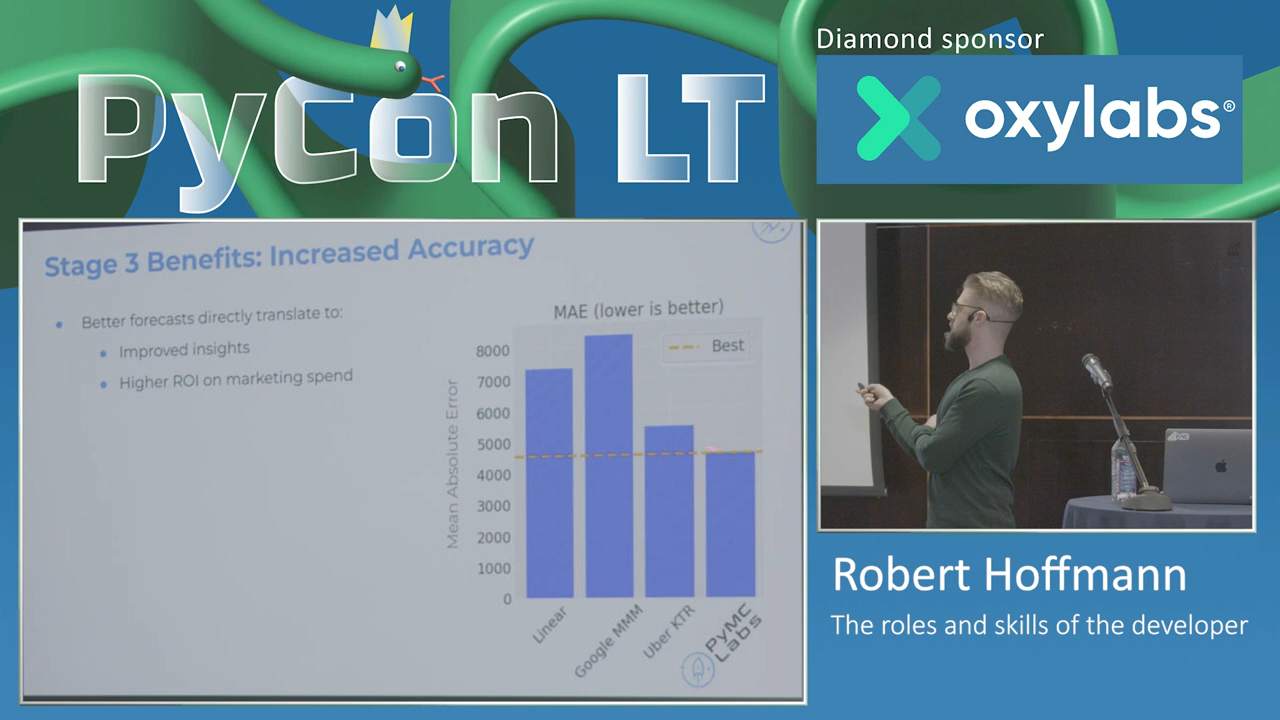 PyCon LT
Diamond sponsor
oxylabs®
Stage 3 Benefits: Increased Accuracy
Better forecasts directly translate to:
Improved insights
Higher ROI on marketing spend
MAE (lower is better)
Best
Mean Absolute Error
8000
7000
6000
5000
4000
3000
2000
1000
0
Linear
Google MMM
Uber KTR
PyMC
Labs
Robert Hoffmann
The roles and skills of the developer